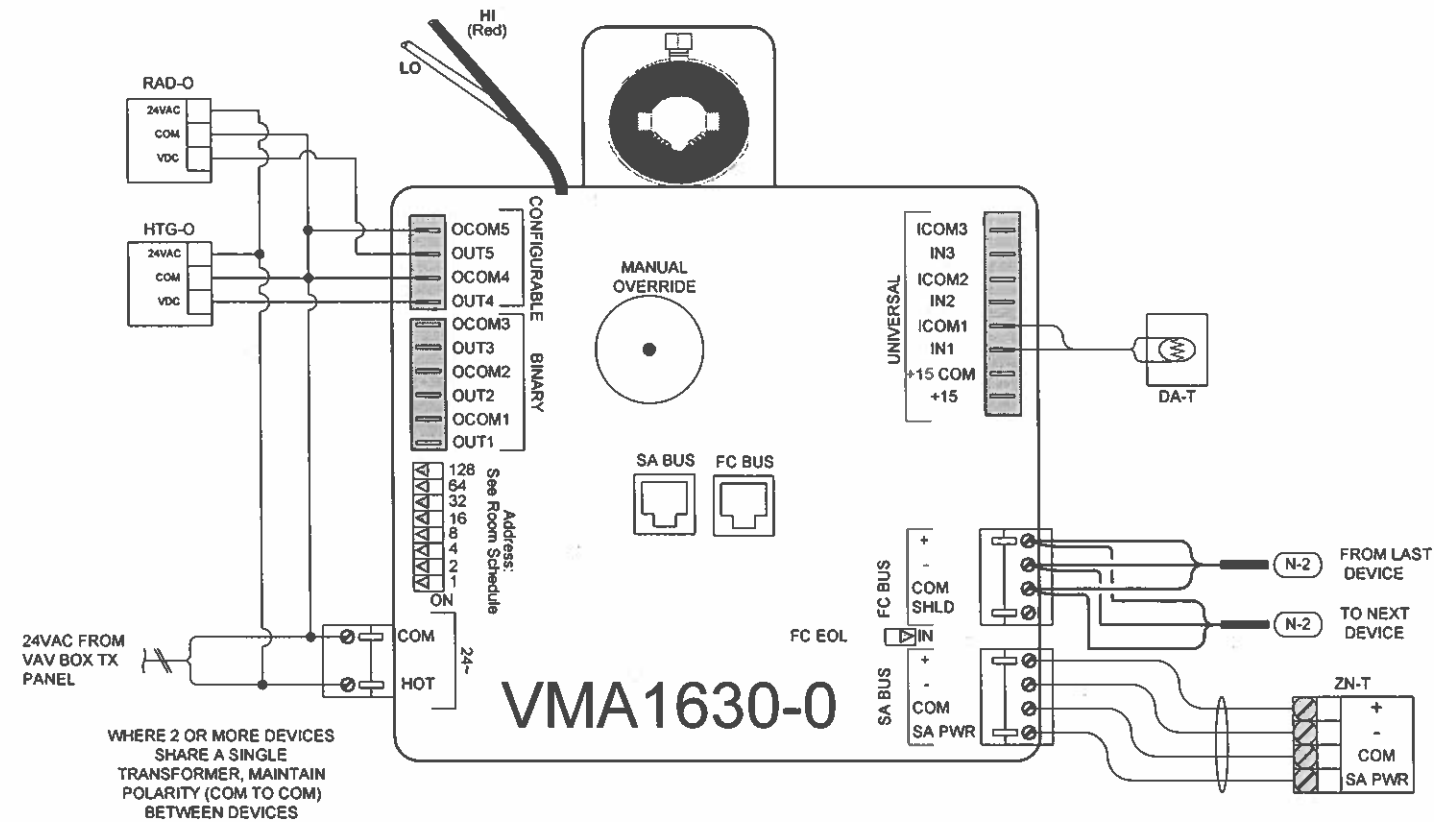 HI
(Red)
LO
RAD-O
24VAC
COM
VDC
HTG-O
24VAC
COM
VDC
OCOM5
OUT5
OCOM4
OUT4
CONFIGURABLE
OCOM3
OUT3
OCOM2
OUT2
OCOM1
OUT1
BINARY
128
64
32
16
8
4
2
1
ON
Address:
See Room Schedule
MANUAL
OVERRIDE
UNIVERSAL
ICOM3
IN3
ICOM2
IN2
ICOM1
IN1
+15 COM
+15
DA-T
SA BUS
FC BUS
FC BUS
+
-
COM
SHLD
N-2
FROM LAST
DEVICE
N-2
TO NEXT
DEVICE
FC EOL
IN
SA BUS
+
-
COM
SA PWR
ZN-T
+
-
COM
SA PWR
24VAC FROM
VAV BOX TX
PANEL
COM
HOT
24~
VMA1630-0
WHERE 2 OR MORE DEVICES
SHARE A SINGLE
TRANSFORMER, MAINTAIN
POLARITY (COM TO COM)
BETWEEN DEVICES